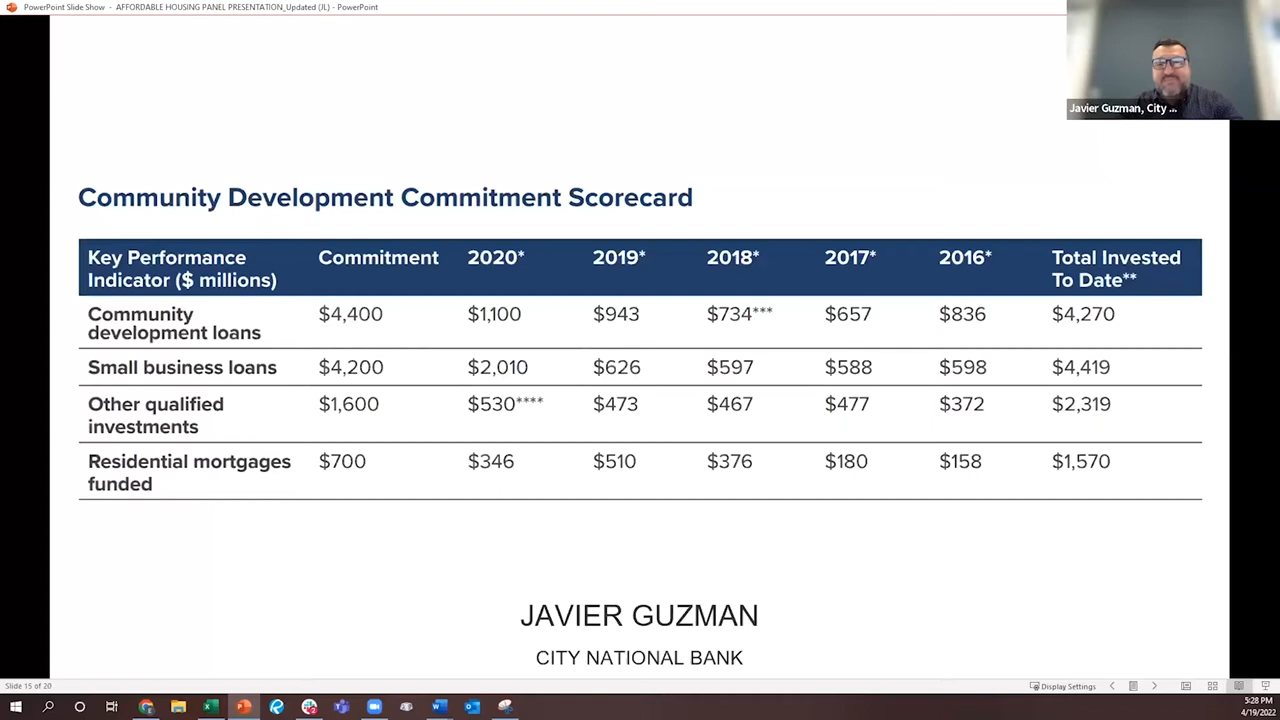 PowerPoint Slide Show - AFFORDABLE HOUSING PANEL PRESENTATION_Updated (JL) - PowerPoint
Javier Guzman, City ...
Community Development Commitment Scorecard
Key Performance Indicator ($ millions) Commitment 2020* 2019* 2018* 2017* 2016* Total Invested To Date**
Community development loans $4,400 $1,100 $943 $734*** $657 $836 $4,270
Small business loans $4,200 $2,010 $626 $597 $588 $598 $4,419
Other qualified investments $1,600 $530**** $473 $467 $477 $372 $2,319
Residential mortgages funded $700 $346 $510 $376 $180 $158 $1,570
JAVIER GUZMAN
CITY NATIONAL BANK
Slide 15 of 20
Display Settings
5:28 PM
4/19/2022